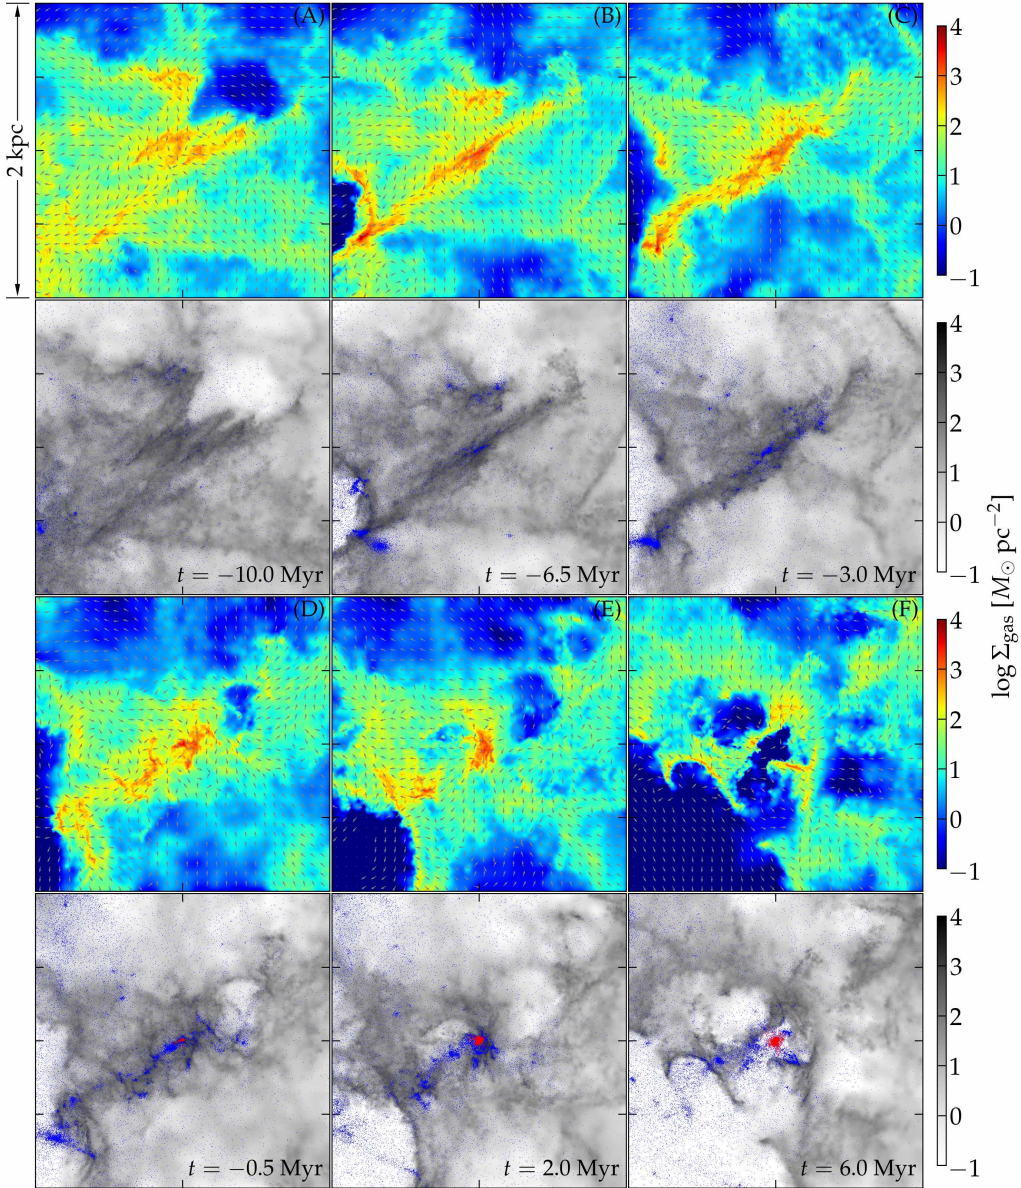 (A)
(B)
(C)
2 kpc
4
3
2
1
0
−1
4
3
2
1
0
−1
t = −10.0 Myr
t = −6.5 Myr
t = −3.0 Myr
log Σgas [M⊙ pc−2]
(D)
(E)
(F)
4
3
2
1
0
−1
4
3
2
1
0
−1
t = −0.5 Myr
t = 2.0 Myr
t = 6.0 Myr